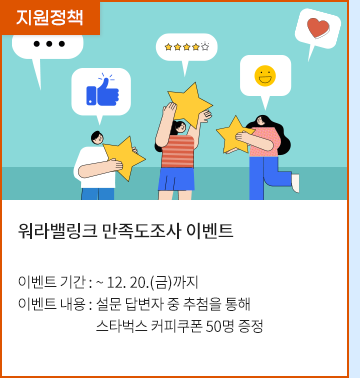 지원정책
워라밸링크 만족도조사 이벤트
이벤트 기간 : ~ 12. 20.(금)까지
이벤트 내용 : 설문 답변자 중 추첨을 통해
스타벅스 커피쿠폰 50명 증정